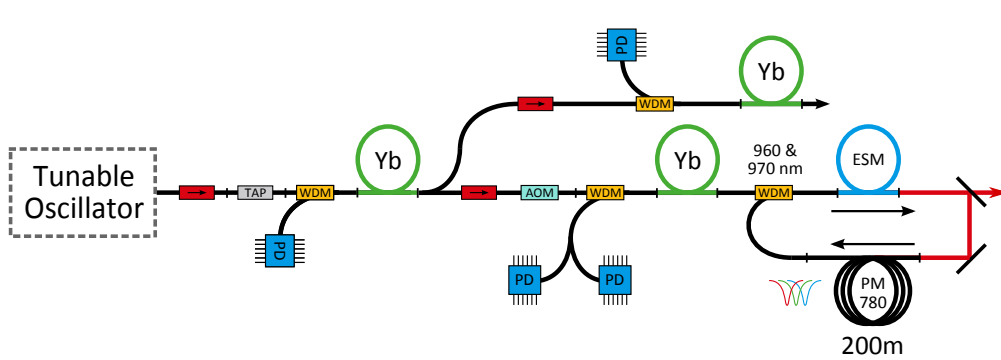 PD
Yb
WDM
960 &
970 nm
Yb
Yb
ESM
Tunable
Oscillator
TAP
WDM
AOM
WDM
WDM
PD
PD
PD
PM
780
200m